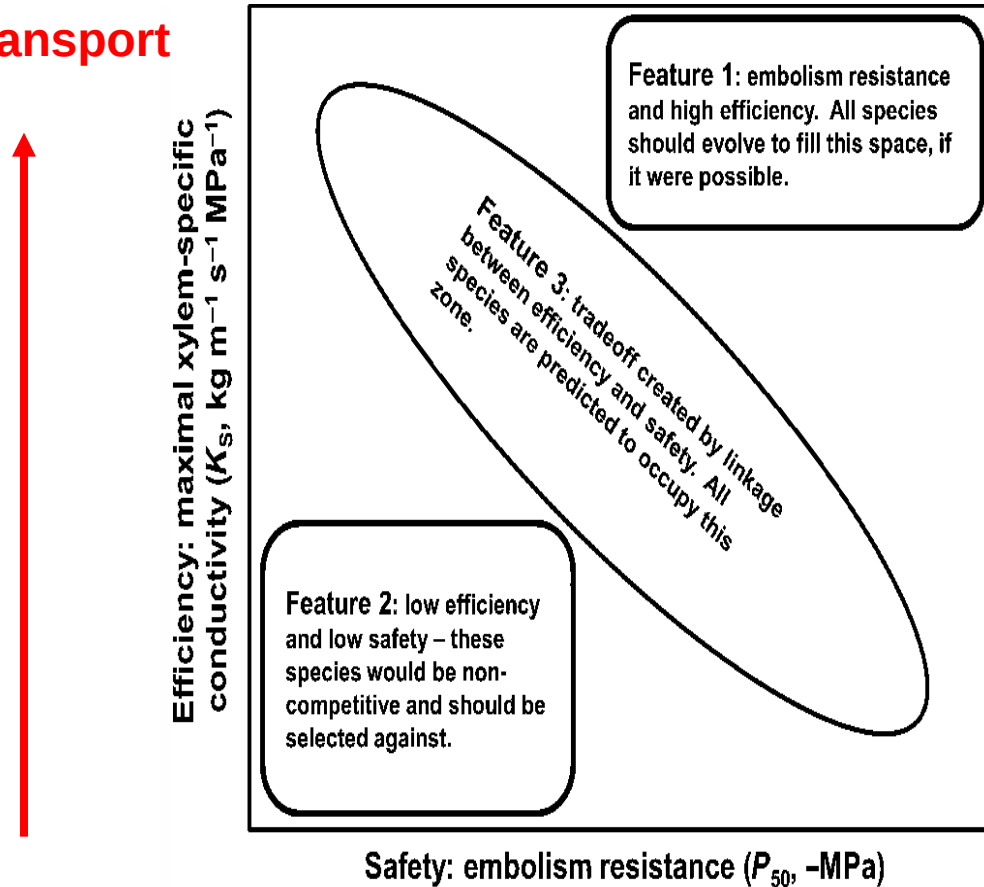 ansport
Feature 1: embolism resistance
and high efficiency.  All species
should evolve to fill this space, if
it were possible.
Efficiency: maximal xylem-specific
conductivity (KS, kg m⁻¹ s⁻¹ MPa⁻¹)
Feature 3: tradeoff created by linkage
between efficiency and safety.  All
species are predicted to occupy this
zone.
Feature 2: low efficiency
and low safety – these
species would be non-
competitive and should be
selected against.
Safety: embolism resistance (P50, –MPa)